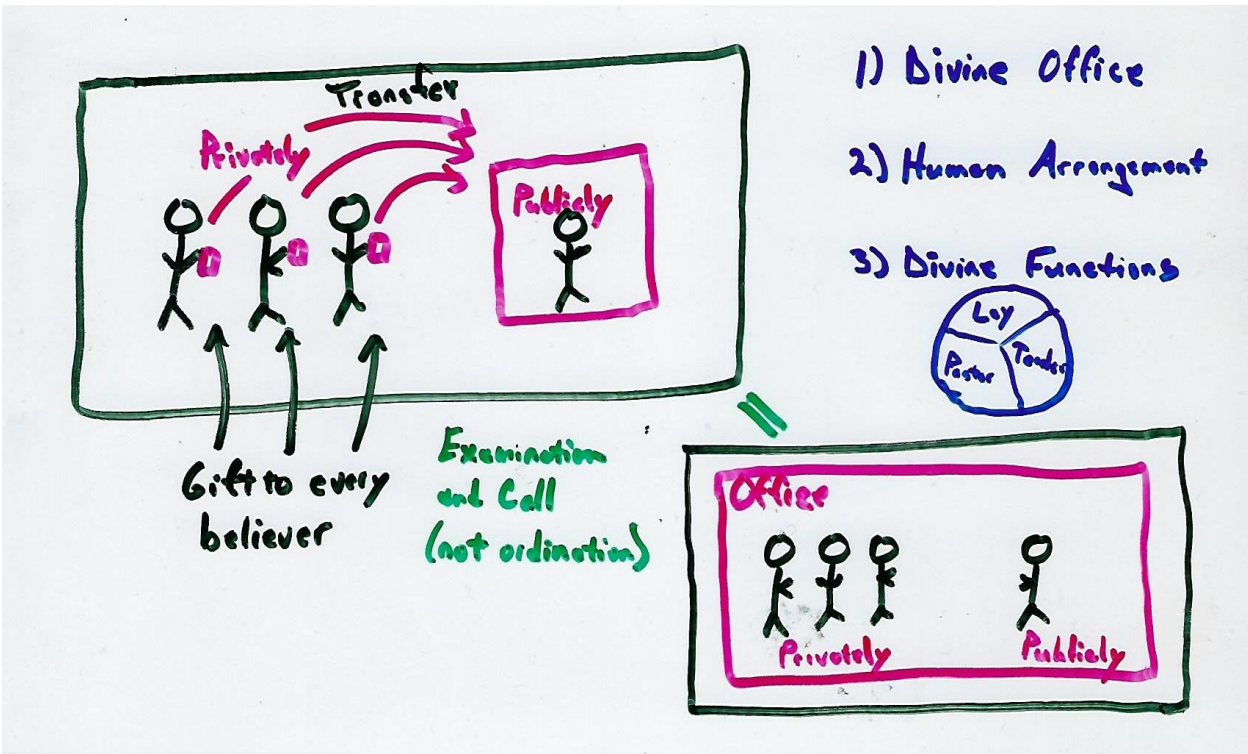 Transfer
Privately
Publicly
Gift to every
believer
Examination
and Call
(not ordination)
1) Divine Office
2) Human Arrangement
3) Divine Functions
Lay
Pastor
Teacher
Office
Privately
Publicly